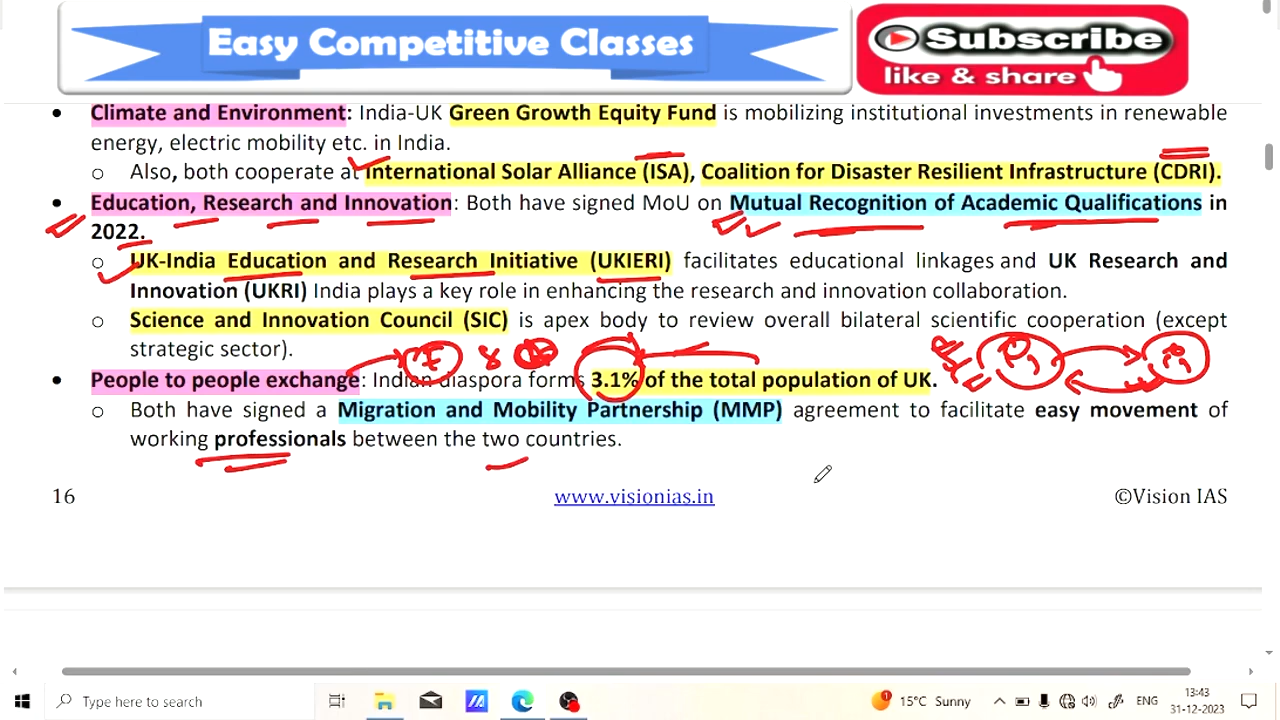 Easy Competitive Classes
Subscribe
like & share
• Climate and Environment: India-UK Green Growth Equity Fund is mobilizing institutional investments in renewable
energy, electric mobility etc. in India.
o Also, both cooperate at International Solar Alliance (ISA), Coalition for Disaster Resilient Infrastructure (CDRI).
• Education, Research and Innovation: Both have signed MoU on Mutual Recognition of Academic Qualifications in
2022.
o UK-India Education and Research Initiative (UKIERI) facilitates educational linkages and UK Research and
Innovation (UKRI) India plays a key role in enhancing the research and innovation collaboration.
o Science and Innovation Council (SIC) is apex body to review overall bilateral scientific cooperation (except
strategic sector).
• People to people exchange: Indian diaspora forms 3.1% of the total population of UK.
o Both have signed a Migration and Mobility Partnership (MMP) agreement to facilitate easy movement of
working professionals between the two countries.
16 www.visionias.in ©Vision IAS
Type here to search
1 15°C Sunny ENG 13:43
31-12-2023